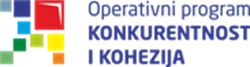 Operativni program
KONKURENTNOST
I KOHEZIJA